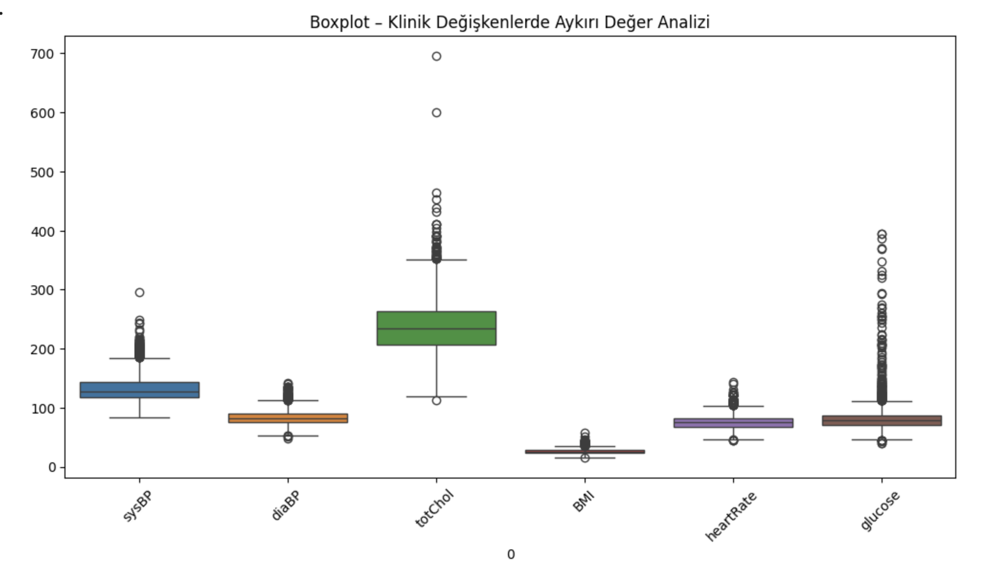 Boxplot – Klinik Değişkenlerde Aykırı Değer Analizi
700
600
500
400
300
200
100
0
sysBP
diaBP
totChol
BMI
heartRate
glucose
0